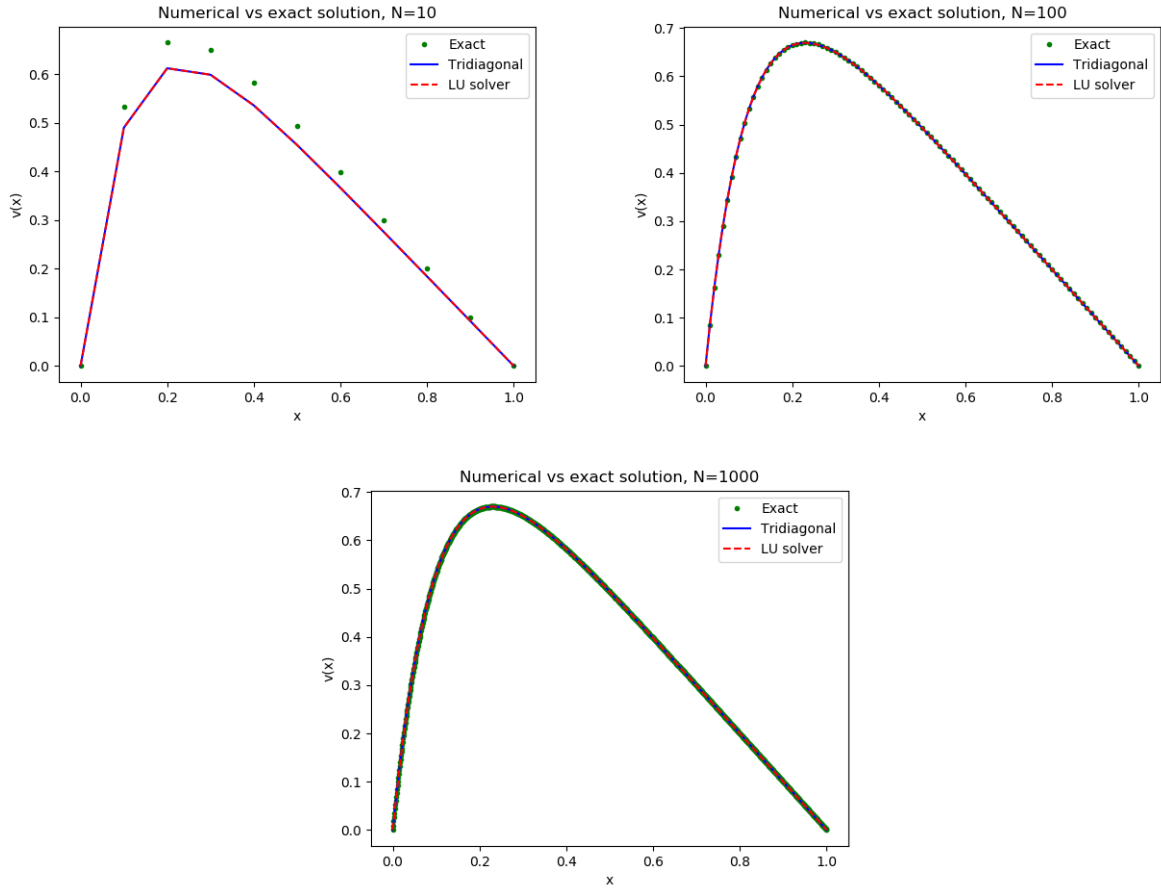 Numerical vs exact solution, N=10
Exact
Tridiagonal
LU solver
v(x)
0.6
0.5
0.4
0.3
0.2
0.1
0.0
0.0 0.2 0.4 0.6 0.8 1.0
x
Numerical vs exact solution, N=100
Exact
Tridiagonal
LU solver
v(x)
0.7
0.6
0.5
0.4
0.3
0.2
0.1
0.0
0.0 0.2 0.4 0.6 0.8 1.0
x
Numerical vs exact solution, N=1000
Exact
Tridiagonal
LU solver
v(x)
0.7
0.6
0.5
0.4
0.3
0.2
0.1
0.0
0.0 0.2 0.4 0.6 0.8 1.0
x